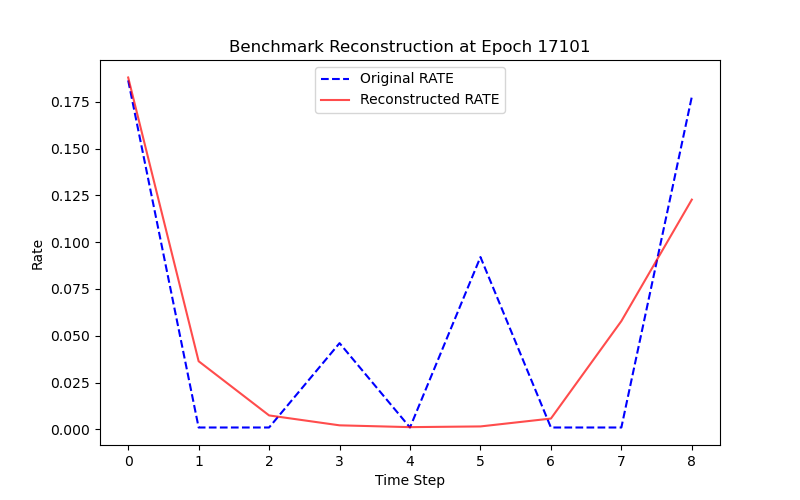 Benchmark Reconstruction at Epoch 17101
Original RATE
Reconstructed RATE
0.175
0.150
0.125
0.100
0.075
0.050
0.025
0.000
Rate
0 1 2 3 4 5 6 7 8
Time Step